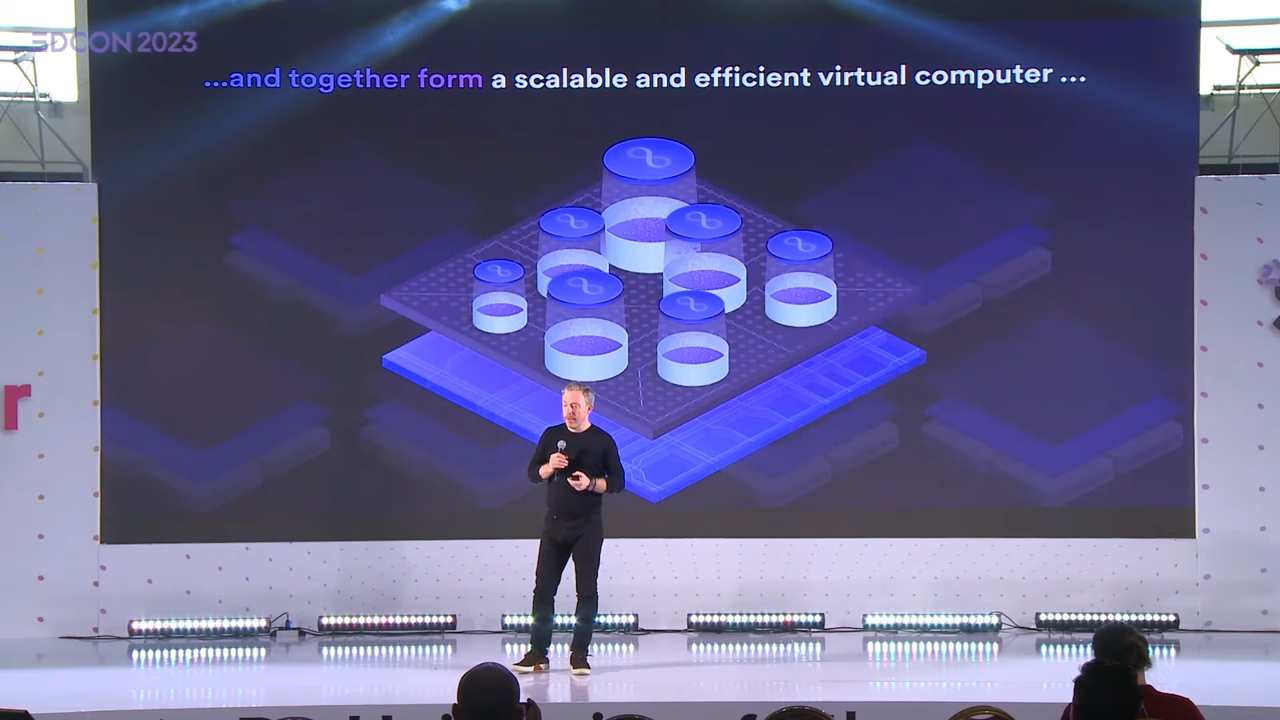 EDCON 2023
...and together form a scalable and efficient virtual computer ...
r